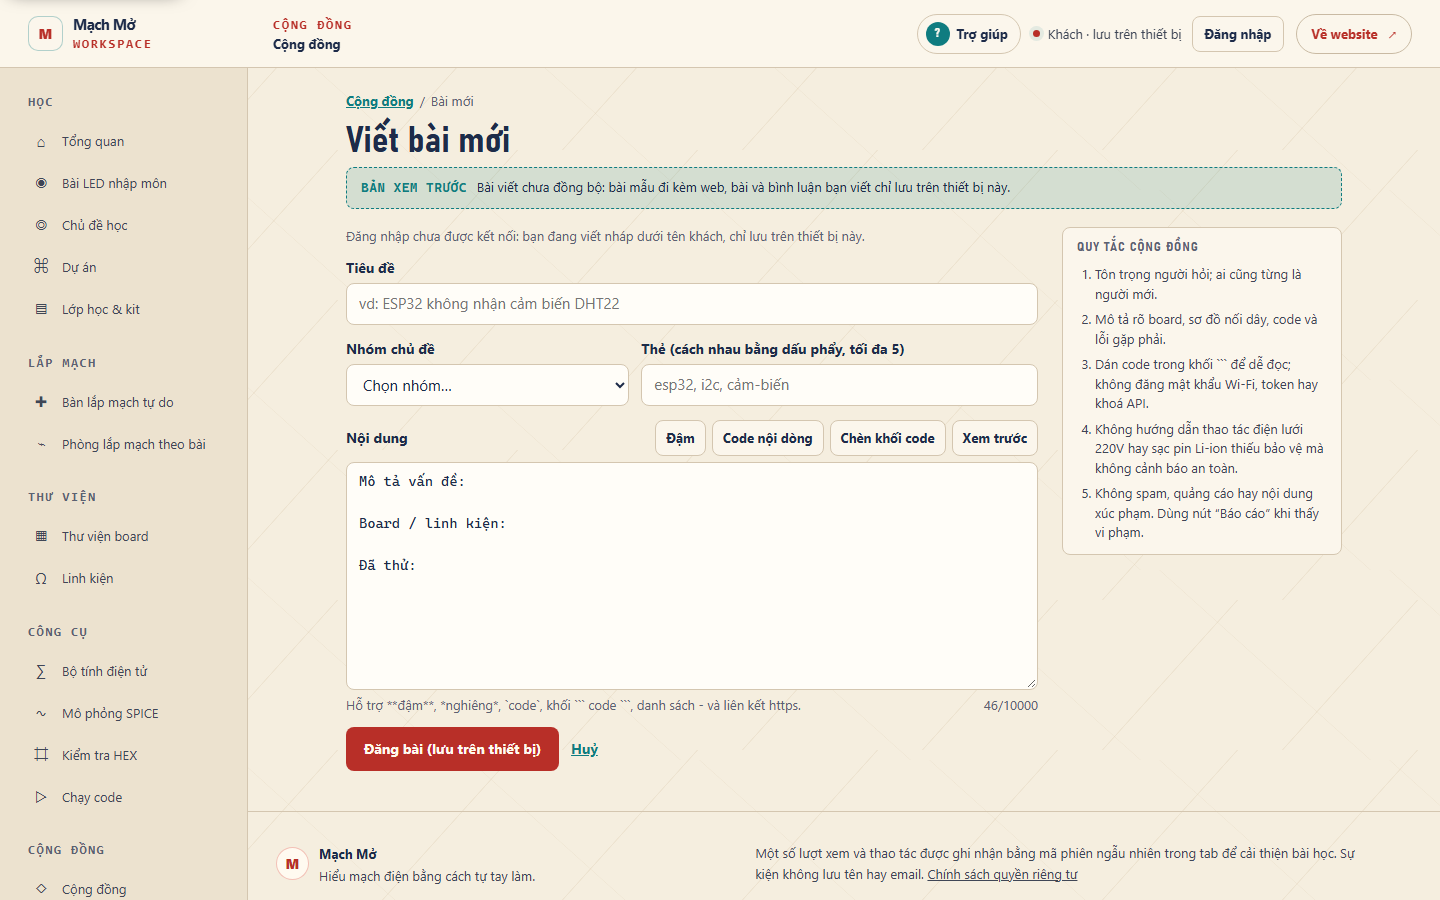 M
Mạch Mở
WORKSPACE
CỘNG ĐỒNG
Cộng đồng
? Trợ giúp
Khách · lưu trên thiết bị
Đăng nhập
Về website ↗
HỌC
Tổng quan
Bài LED nhập môn
Chủ đề học
Dự án
Lớp học & kit
LẮP MẠCH
Bàn lắp mạch tự do
Phòng lắp mạch theo bài
THƯ VIỆN
Thư viện board
Linh kiện
CÔNG CỤ
Bộ tính điện tử
Mô phỏng SPICE
Kiểm tra HEX
Chạy code
CỘNG ĐỒNG
Cộng đồng
Cộng đồng / Bài mới
Viết bài mới
BẢN XEM TRƯỚC Bài viết chưa đồng bộ: bài mẫu đi kèm web, bài và bình luận bạn viết chỉ lưu trên thiết bị này.
Đăng nhập chưa được kết nối: bạn đang viết nháp dưới tên khách, chỉ lưu trên thiết bị này.
Tiêu đề
vd: ESP32 không nhận cảm biến DHT22
Nhóm chủ đề
Chọn nhóm...
Thẻ (cách nhau bằng dấu phẩy, tối đa 5)
esp32, i2c, cảm-biến
Nội dung
Đậm
Code nội dòng
Chèn khối code
Xem trước
Mô tả vấn đề:
Board / linh kiện:
Đã thử:
Hỗ trợ **đậm**, *nghiêng*, `code`, khối ``` code ```, danh sách - và liên kết https.
46/10000
Đăng bài (lưu trên thiết bị)
Huỷ
QUY TẮC CỘNG ĐỒNG
1. Tôn trọng người hỏi; ai cũng từng là
người mới.
2. Mô tả rõ board, sơ đồ nối dây, code và
lỗi gặp phải.
3. Dán code trong khối ``` để dễ đọc;
không đăng mật khẩu Wi-Fi, token hay
khoá API.
4. Không hướng dẫn thao tác điện lưới
220V hay sạc pin Li-ion thiếu bảo vệ mà
không cảnh báo an toàn.
5. Không spam, quảng cáo hay nội dung
xúc phạm. Dùng nút “Báo cáo” khi thấy
vi phạm.
M
Mạch Mở
Hiểu mạch điện bằng cách tự tay làm.
Một số lượt xem và thao tác được ghi nhận bằng mã phiên ngẫu nhiên trong tab để cải thiện bài học. Sự
kiện không lưu tên hay email. Chính sách quyền riêng tư